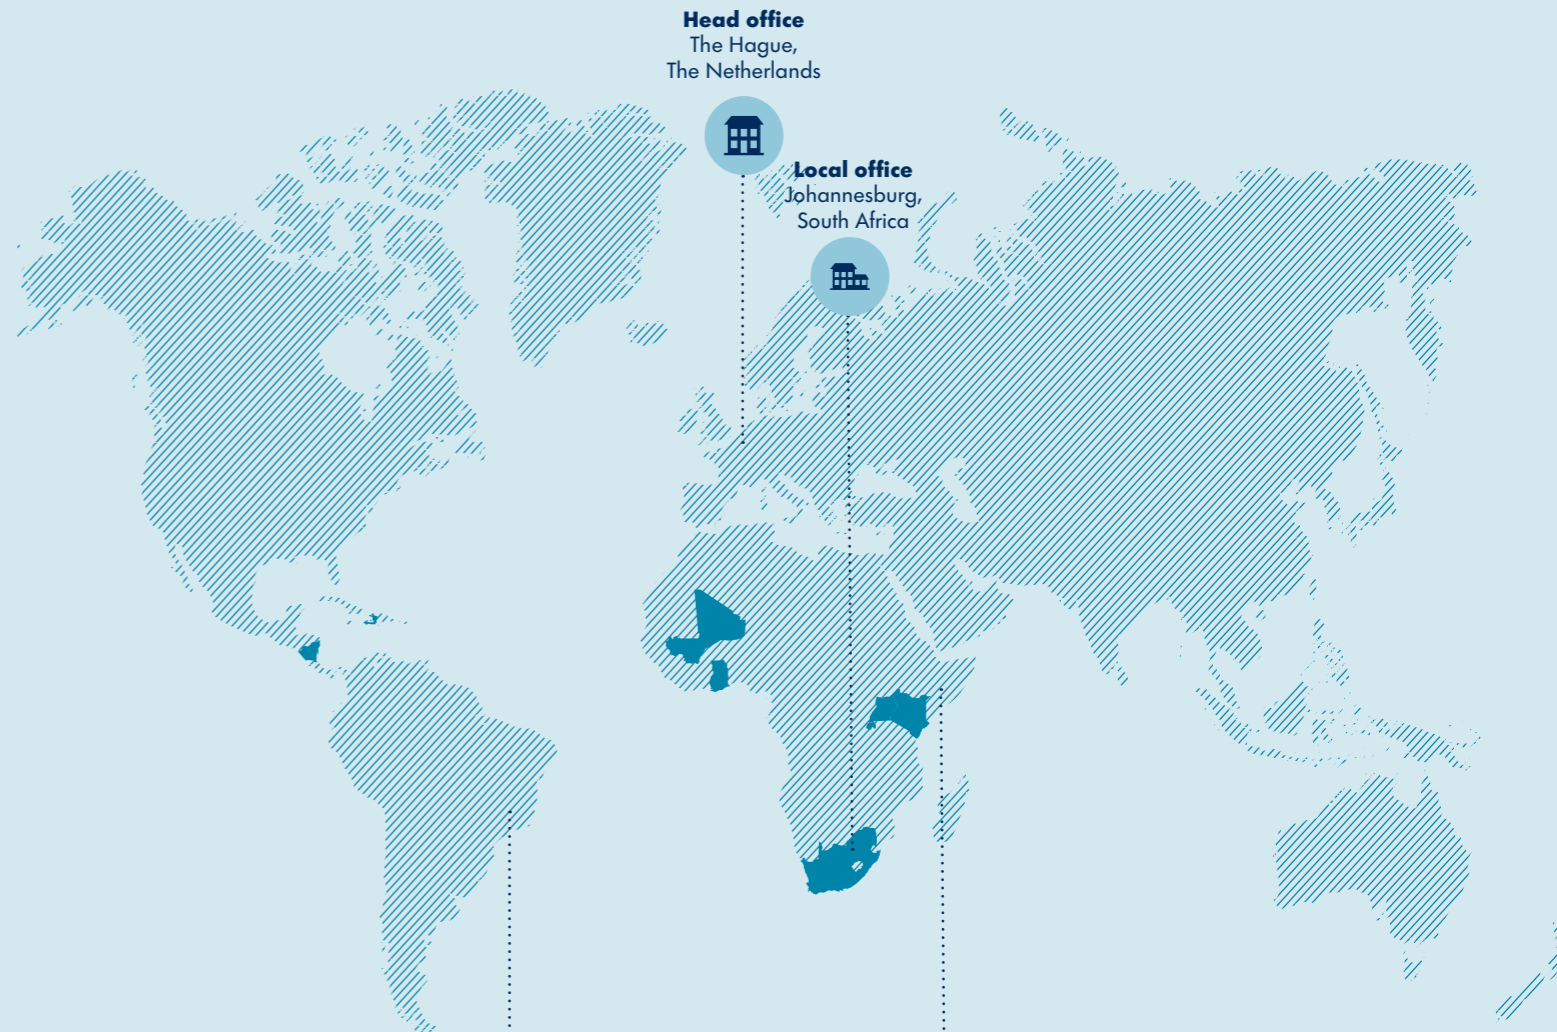 Head office
The Hague,
The Netherlands
Local office
Johannesburg,
South Africa